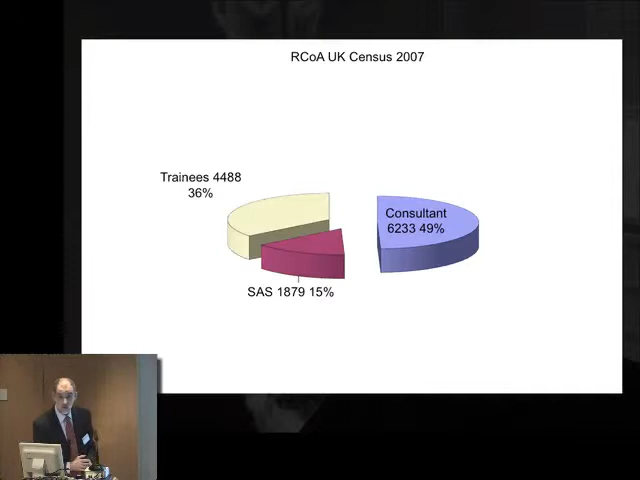 RCoA UK Census 2007
Trainees 4488
36%
Consultant
6233 49%
SAS 1879 15%